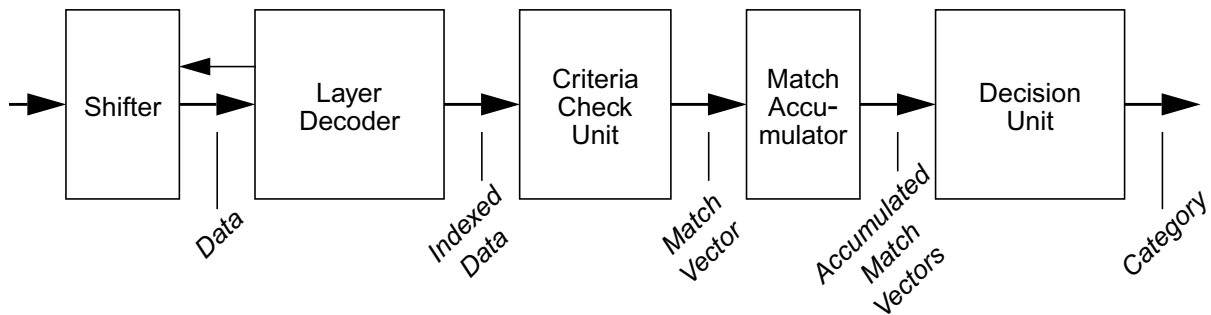 Shifter
Layer
Decoder
Criteria
Check
Unit
Match
Accu-
mulator
Decision
Unit
Data
Indexed
Data
Match
Vector
Accumulated
Match
Vectors
Category